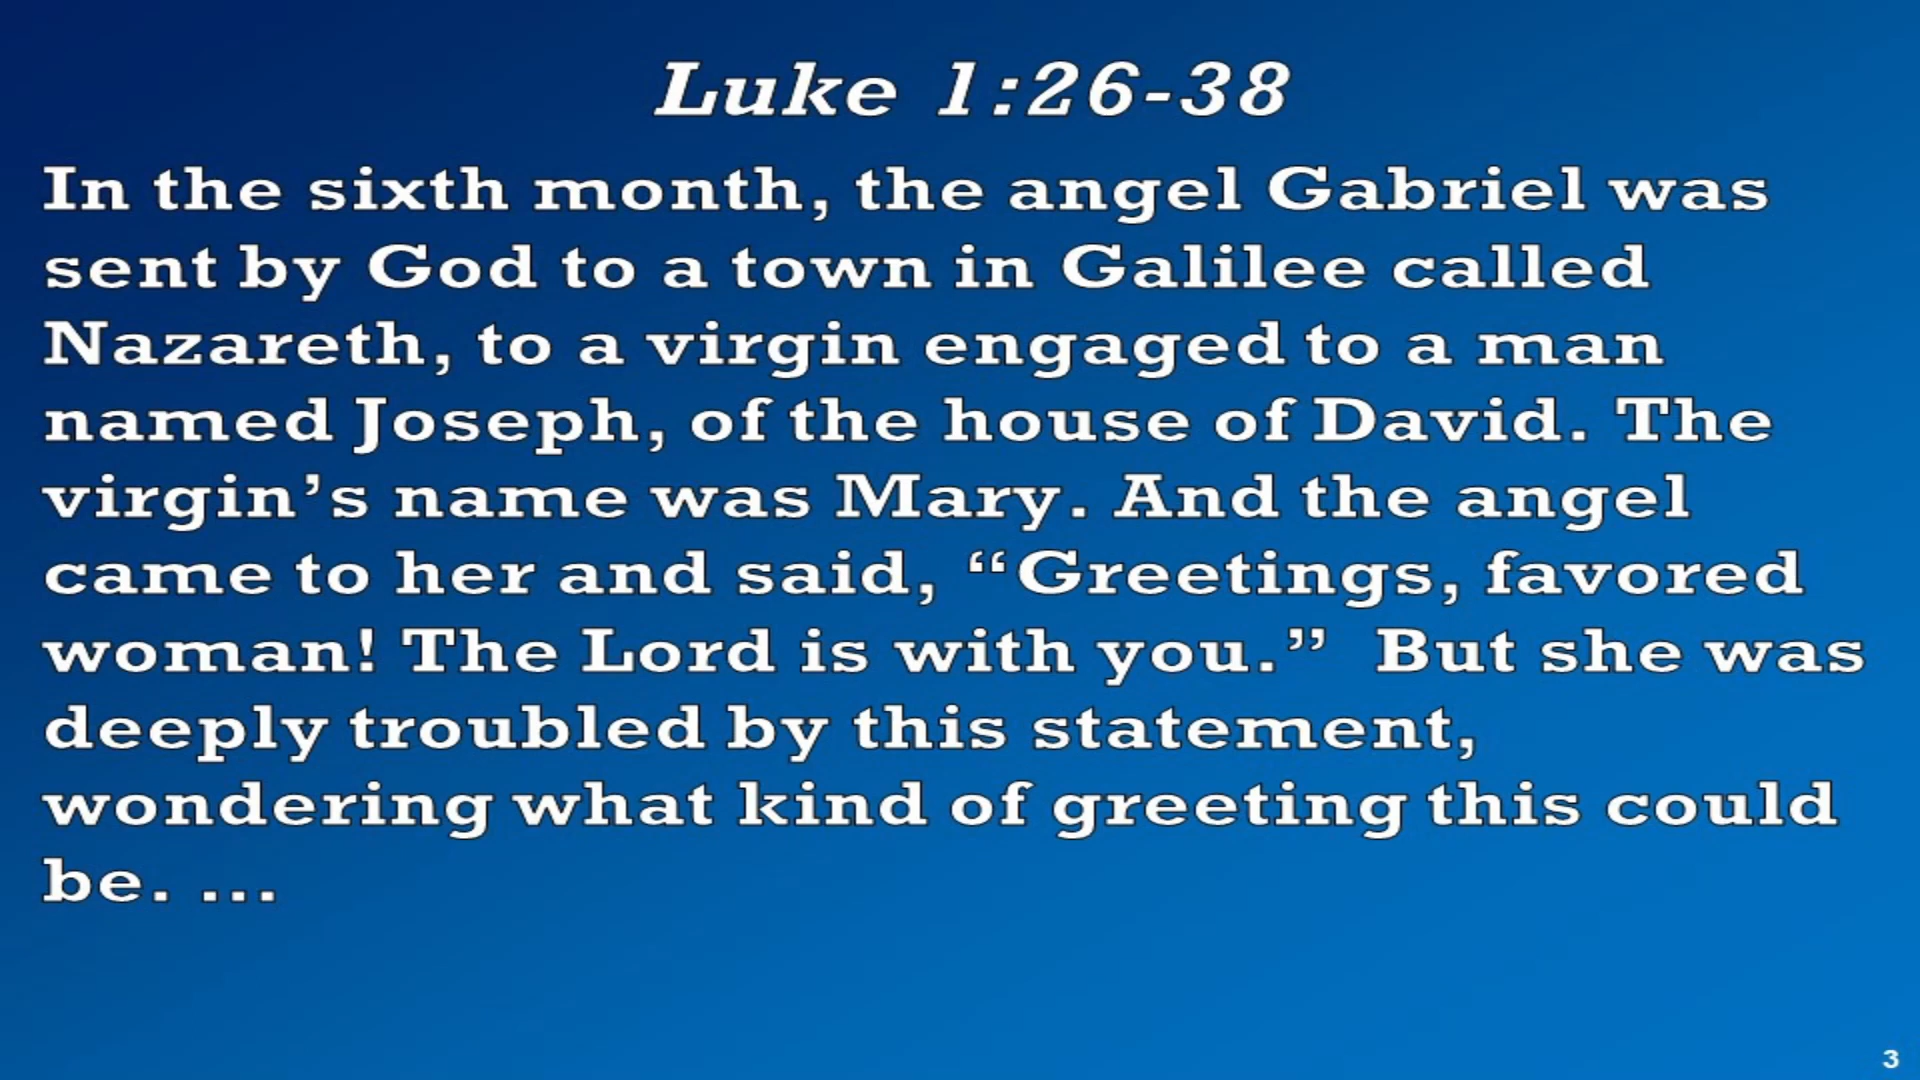 Luke 1:26-38
In the sixth month, the angel Gabriel was
sent by God to a town in Galilee called
Nazareth, to a virgin engaged to a man
named Joseph, of the house of David. The
virgin’s name was Mary. And the angel
came to her and said, “Greetings, favored
woman! The Lord is with you.”  But she was
deeply troubled by this statement,
wondering what kind of greeting this could
be. ...
3